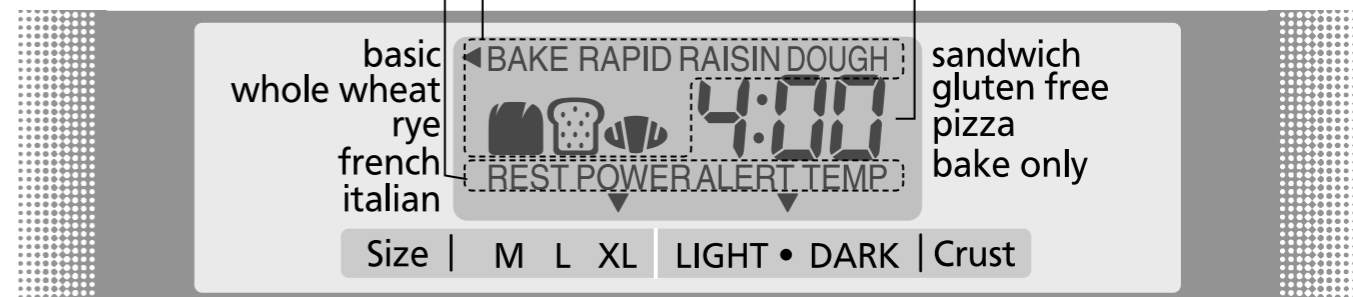 basic
whole wheat
rye
french
italian
BAKE RAPID RAISIN DOUGH
4:00
REST POWER ALERT TEMP
sandwich
gluten free
pizza
bake only
Size | M L XL LIGHT • DARK | Crust